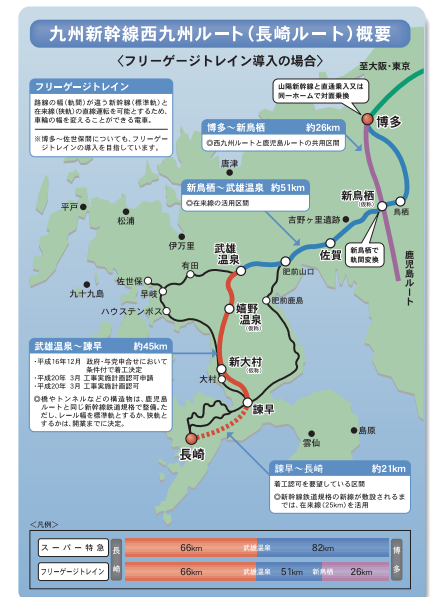 九州新幹線西九州ルート(長崎ルート)概要
〈フリーゲージトレイン導入の場合〉
至大阪・東京
フリーゲージトレイン
路線の幅(軌間)が違う新幹線(標準軌)と
在来線(狭軌)の直通運転を可能とするため、
車輪の幅を変えることができる電車。
※博多〜佐世保間についても、フリーゲー
ジトレインの導入を目指しています。
山陽新幹線と直通乗入又は
同一ホームで対面乗換
博多
博多〜新鳥栖 約26km
◎西九州ルートと鹿児島ルートの共用区間
唐津
新鳥栖〜武雄温泉 約51km
◎在来線の活用区間
新鳥栖
(仮称)
鳥栖
平戸
松浦
吉野ヶ里遺跡
伊万里
武雄
温泉
佐賀
新鳥栖で
軌間変換
有田
肥前山口
鹿児島ルート
佐世保
早岐
九十九島
ハウステンボス
肥前鹿島
嬉野
温泉
(仮称)
武雄温泉〜諫早 約45km
・平成16年12月 政府・与党申合せにおいて
条件付で着工決定
・平成20年 3月 工事実施計画認可申請
・平成20年 3月 工事実施計画認可
◎橋やトンネルなどの構造物は、鹿児島
ルートと同じ新幹線鉄道規格で整備。た
だし、レール幅を標準軌とするか、狭軌と
するかは、開業までに決定。
新大村
(仮称)
大村
諫早
島原
雲仙
長崎
諫早〜長崎 約21km
着工認可を要望している区間
◎新幹線鉄道規格の新線が敷設されるま
では、在来線(25km)を活用
〈凡例〉
スーパー特急 長崎 66km 武雄温泉 82km 博多
フリーゲージトレイン 66km 武雄温泉 51km 新鳥栖 26km